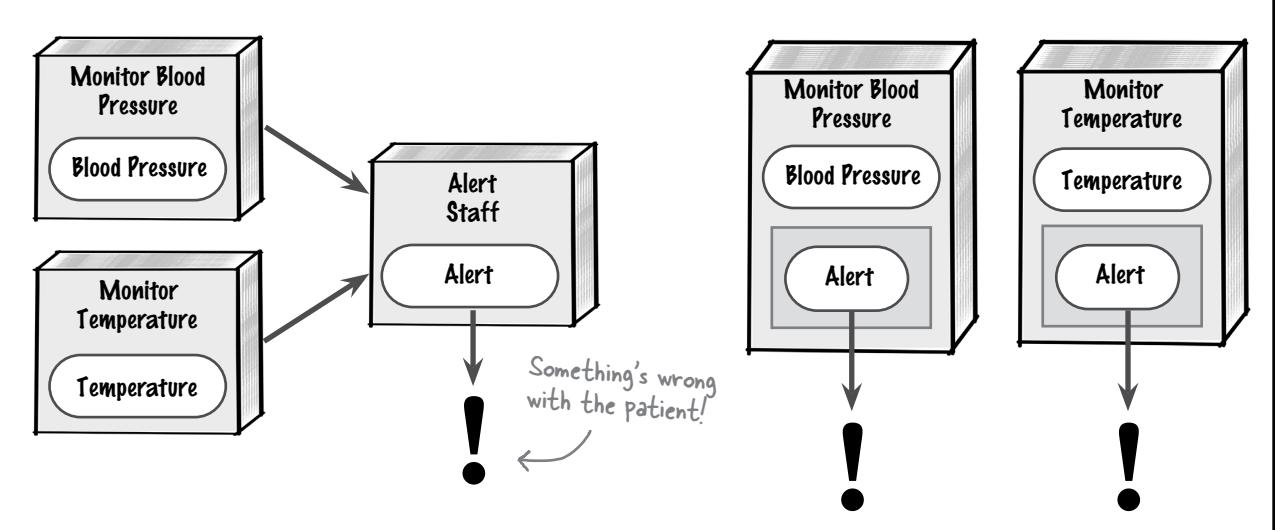 Monitor Blood
Pressure
Blood Pressure
Monitor
Temperature
Temperature
Alert
Staff
Alert
Something's wrong
with the patient!
!
Monitor Blood
Pressure
Blood Pressure
Alert
!
Monitor
Temperature
Temperature
Alert
!